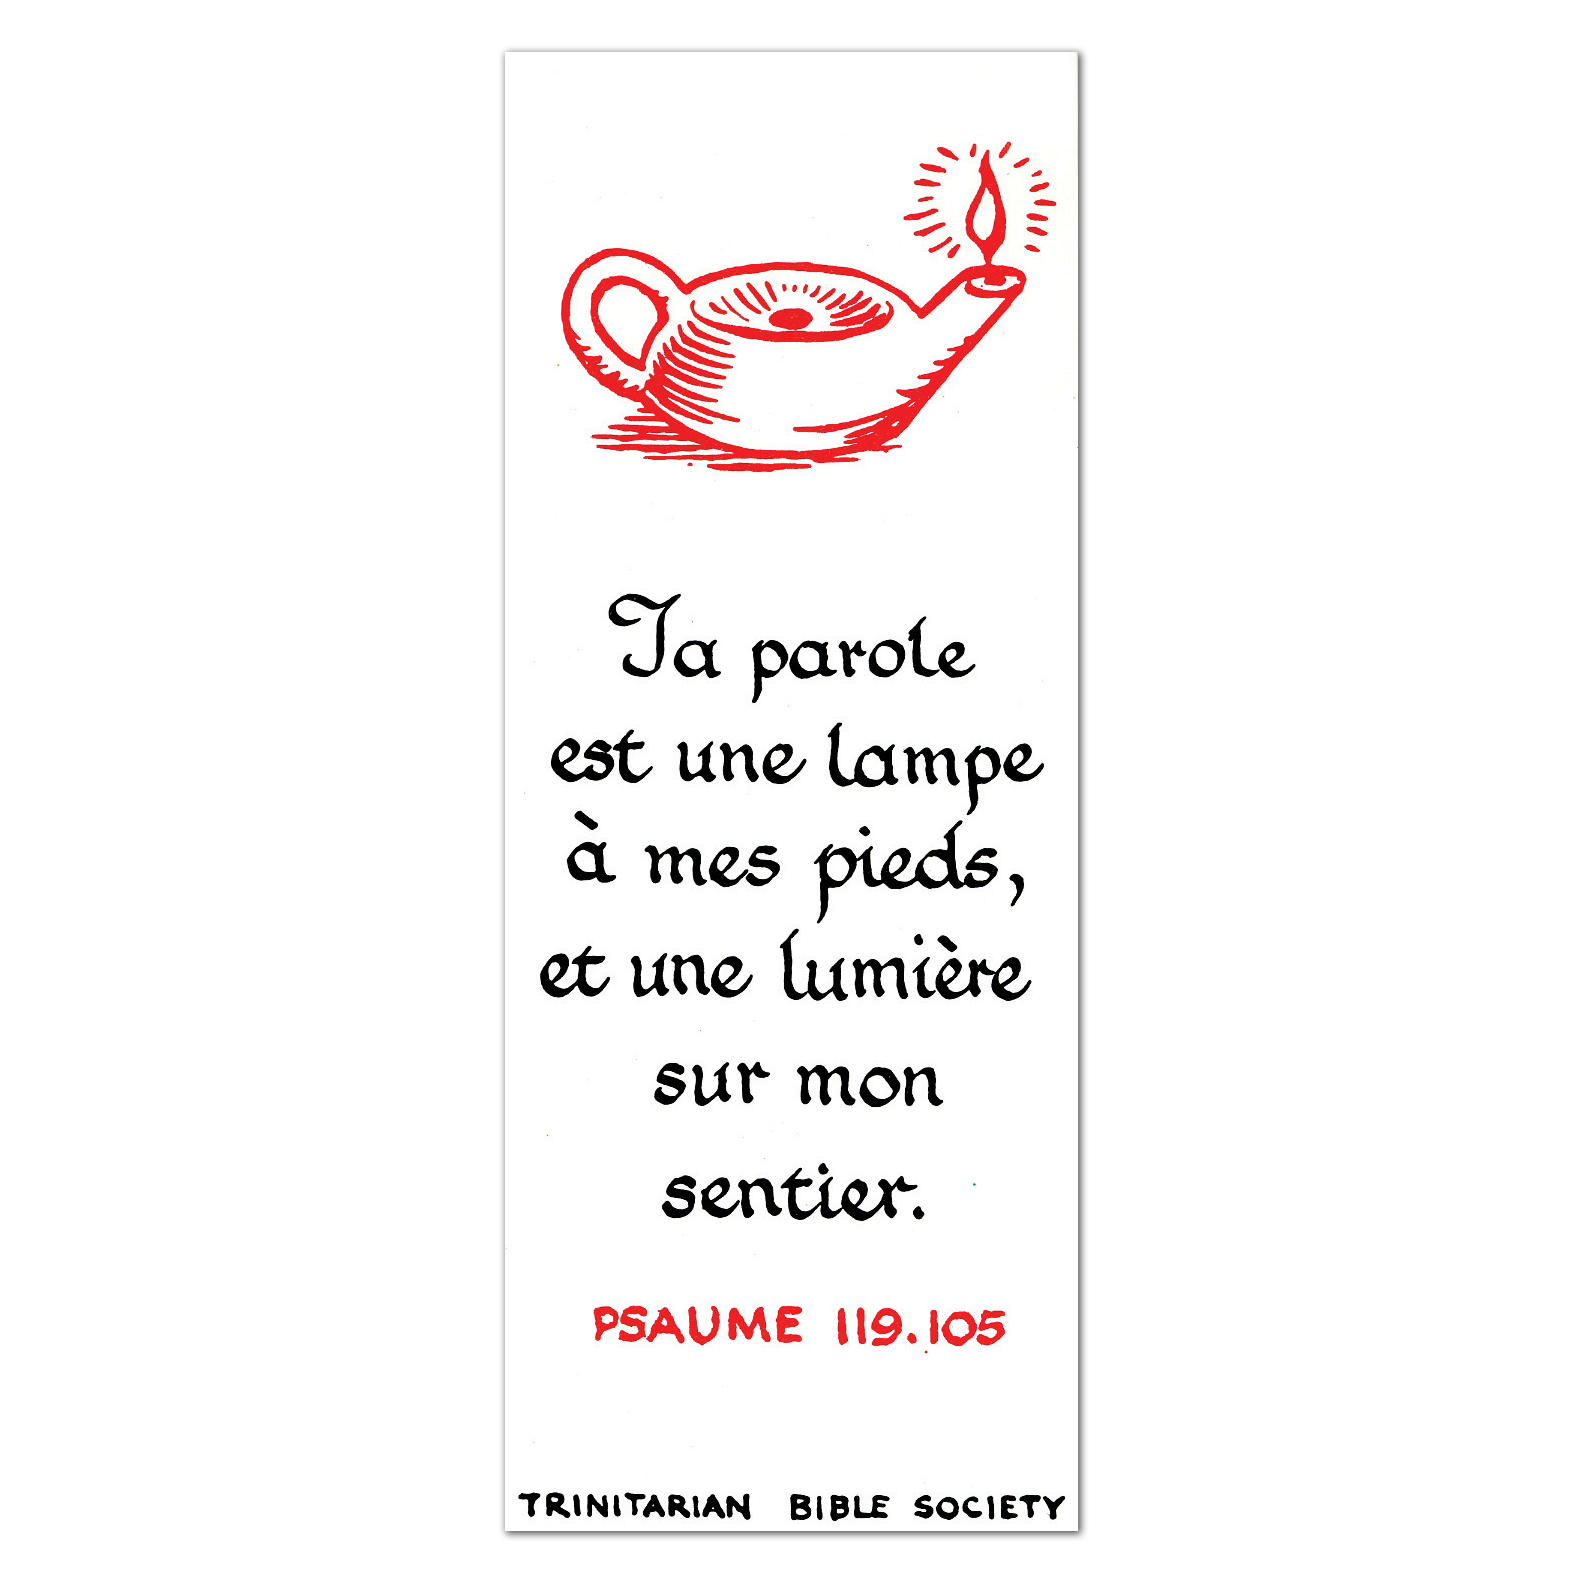 Ta parole
est une lampe
à mes pieds,
et une lumière
sur mon
sentier.
PSAUME 119.105
TRINITARIAN BIBLE SOCIETY